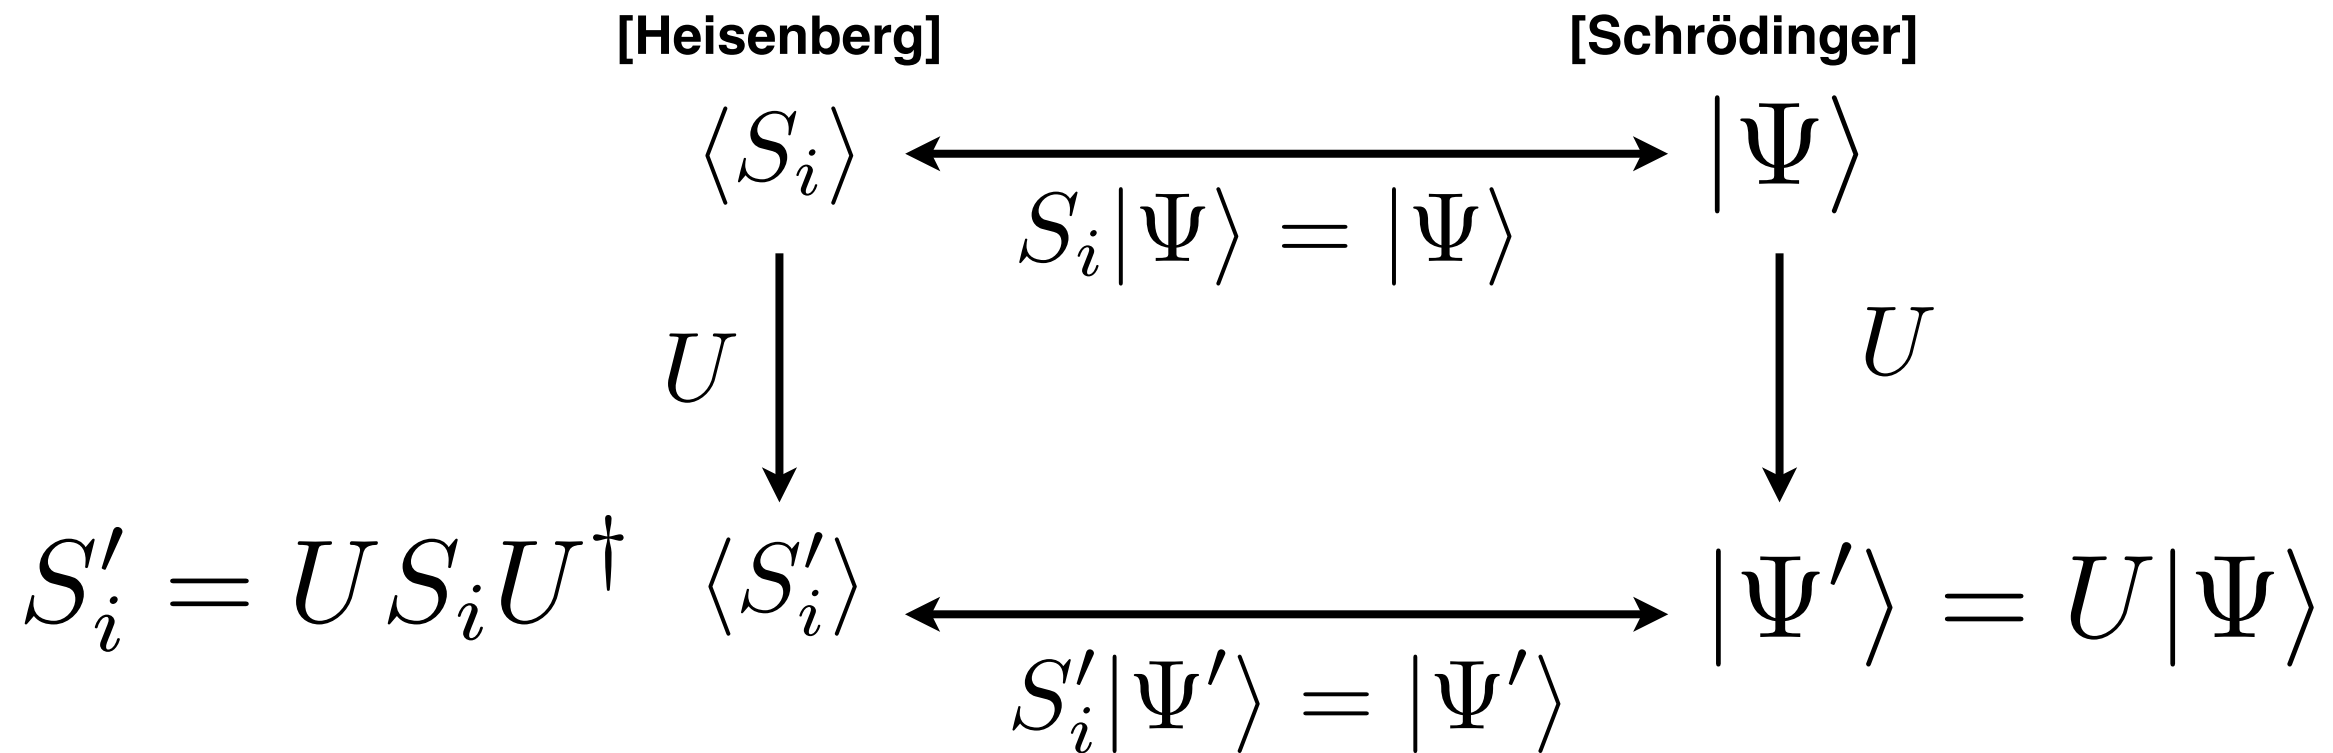 [Heisenberg] [Schrödinger]
⟨S_i⟩ |Ψ⟩
S_i|Ψ⟩ = |Ψ⟩
U U
S′_i = US_iU† ⟨S′_i⟩ |Ψ′⟩ = U|Ψ⟩
S′_i|Ψ′⟩ = |Ψ′⟩